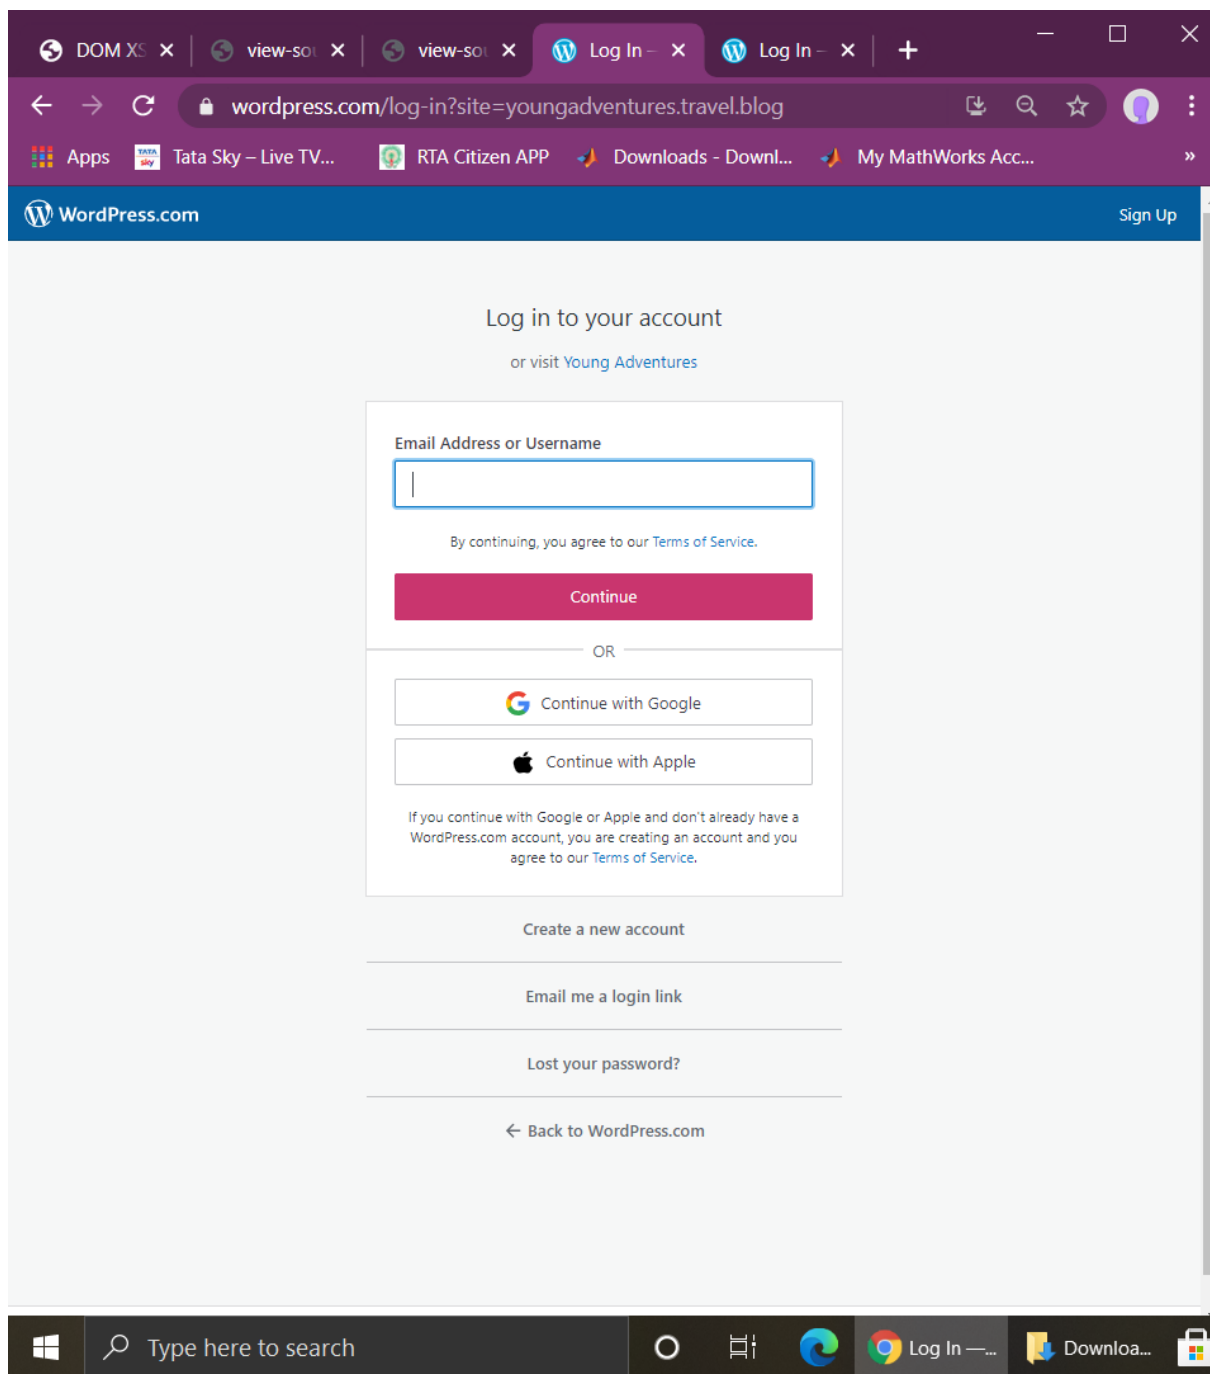 DOM XS
view-sou
view-sou
Log In –
Log In –
wordpress.com/log-in?site=youngadventures.travel.blog
Apps
TATA sky
Tata Sky – Live TV...
RTA Citizen APP
Downloads - Downl...
My MathWorks Acc...
»
WordPress.com
Sign Up
Log in to your account
or visit Young Adventures
Email Address or Username
By continuing, you agree to our Terms of Service.
Continue
OR
Continue with Google
Continue with Apple
If you continue with Google or Apple and don't already have a
WordPress.com account, you are creating an account and you
agree to our Terms of Service.
Create a new account
Email me a login link
Lost your password?
← Back to WordPress.com
Type here to search
Log In —...
Downloa...